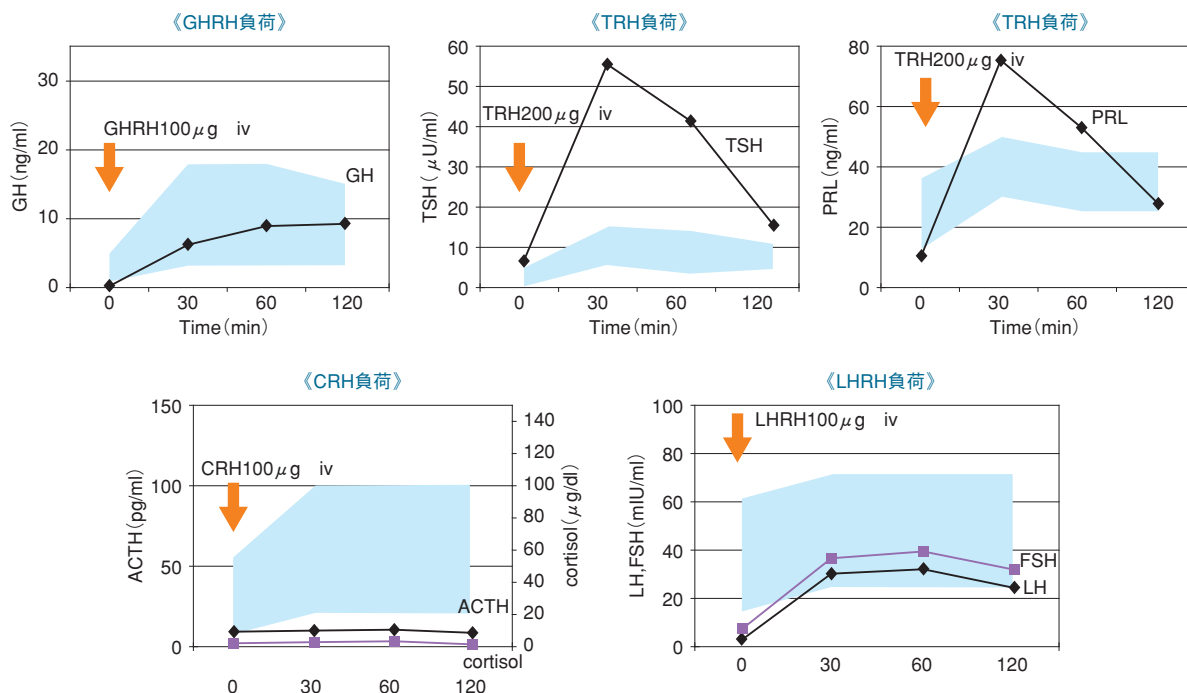 《GHRH負荷》
GH(ng/ml)
30
20
10
0
GHRH100μg iv
GH
0 30 60 120
Time(min)
《TRH負荷》
TSH(μU/ml)
60
50
40
30
20
10
0
TRH200μg iv
TSH
0 30 60 120
Time(min)
《TRH負荷》
PRL(ng/ml)
80
60
40
20
0
TRH200μg iv
PRL
0 30 60 120
Time(min)
《CRH負荷》
ACTH(pg/ml)
150
100
50
0
CRH100μg iv
ACTH
cortisol
140
120
100
80
60
40
20
0
cortisol(μg/dl)
0 30 60 120
《LHRH負荷》
LH,FSH(mIU/ml)
100
80
60
40
20
0
LHRH100μg iv
FSH
LH
0 30 60 120